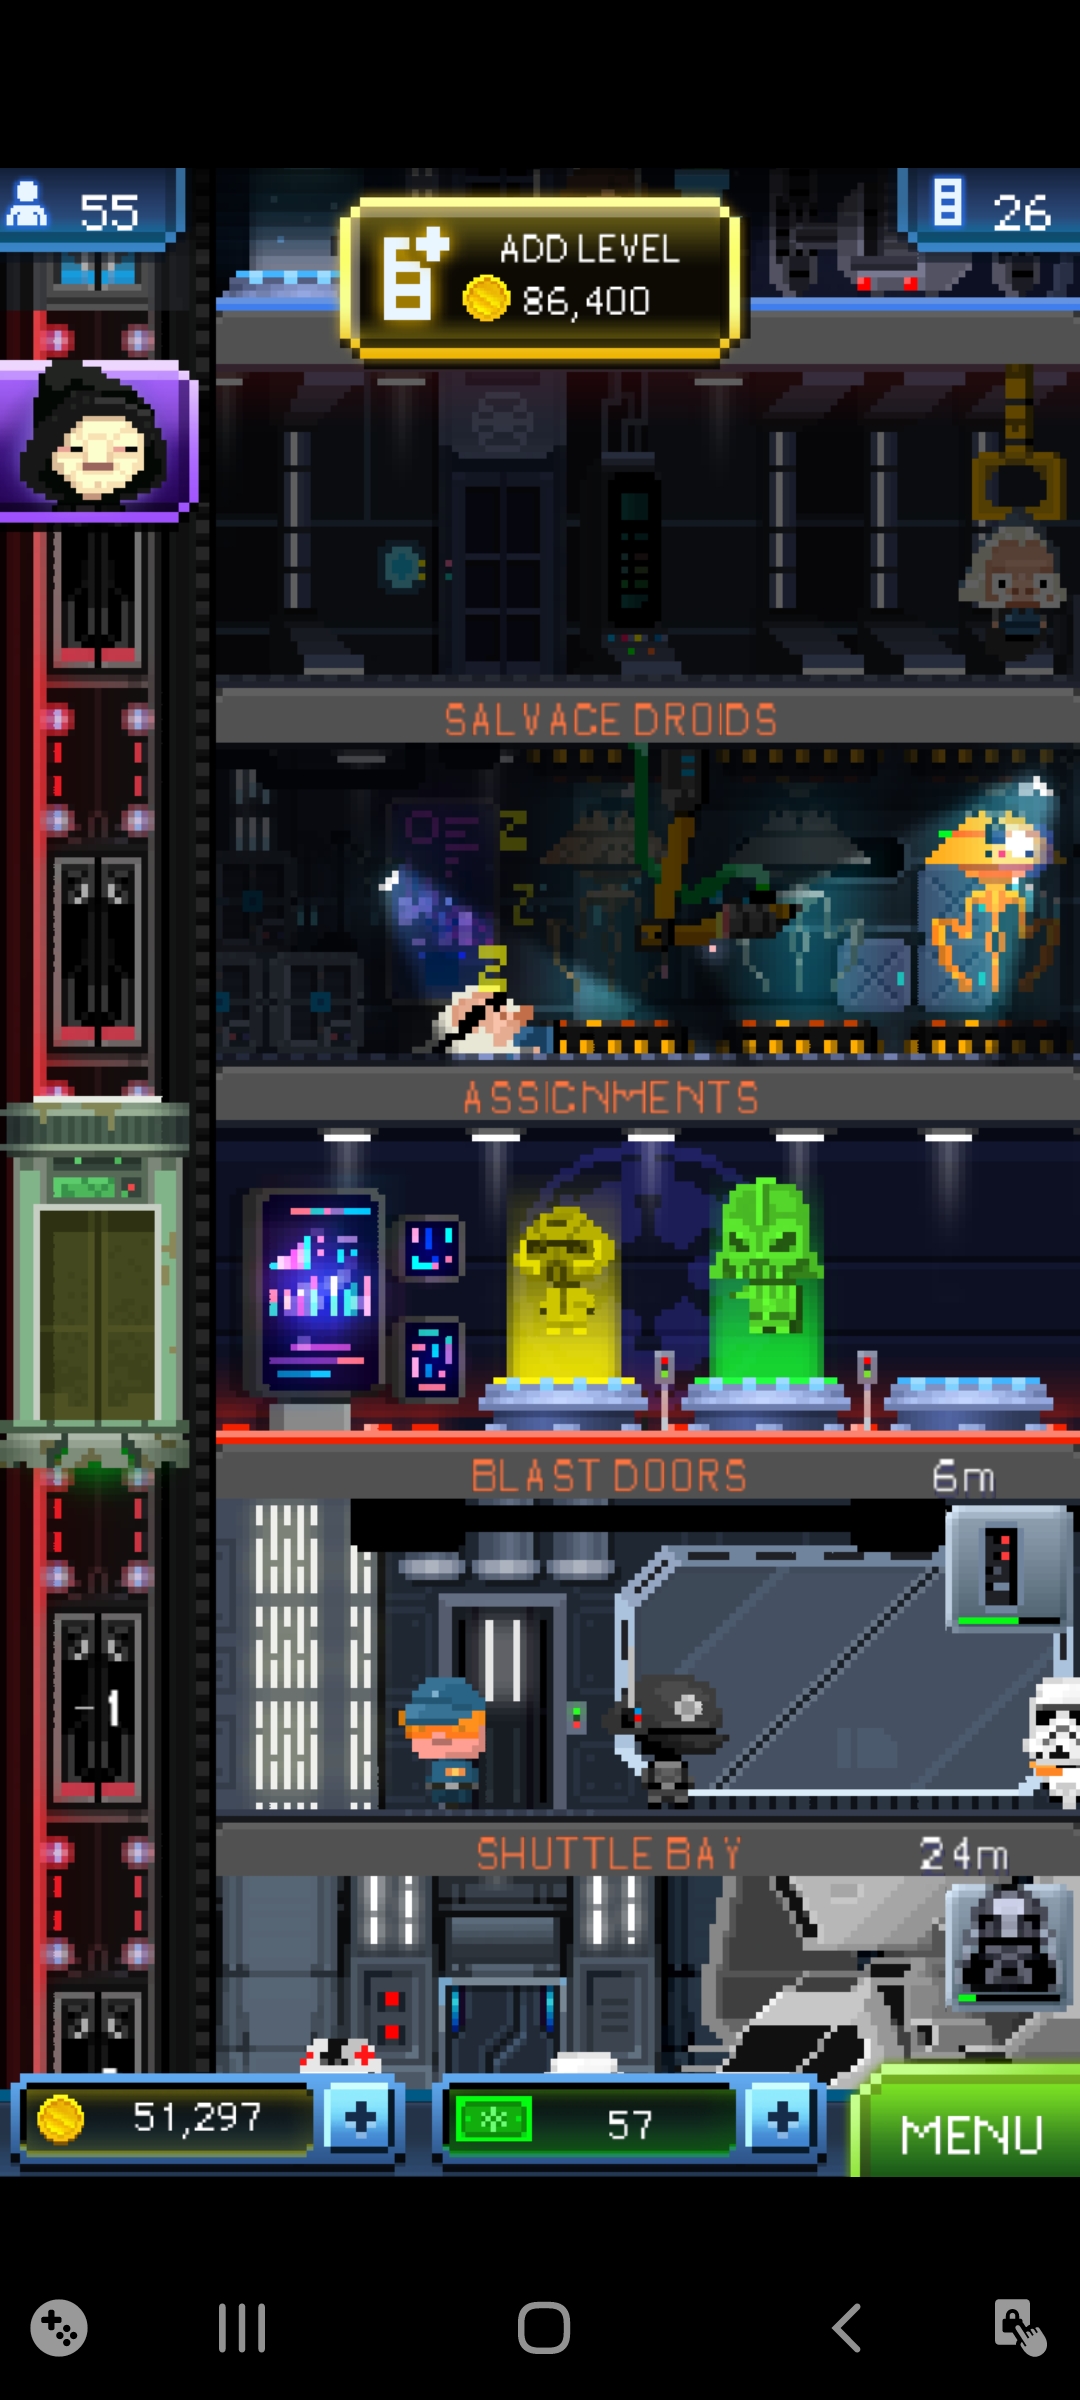 55
26
ADD LEVEL
86,400
SALVAGE DROIDS
Z
Z
Z
ASSIGNMENTS
BLAST DOORS 6m
-1
SHUTTLE BAY 24m
51,297
57
MENU